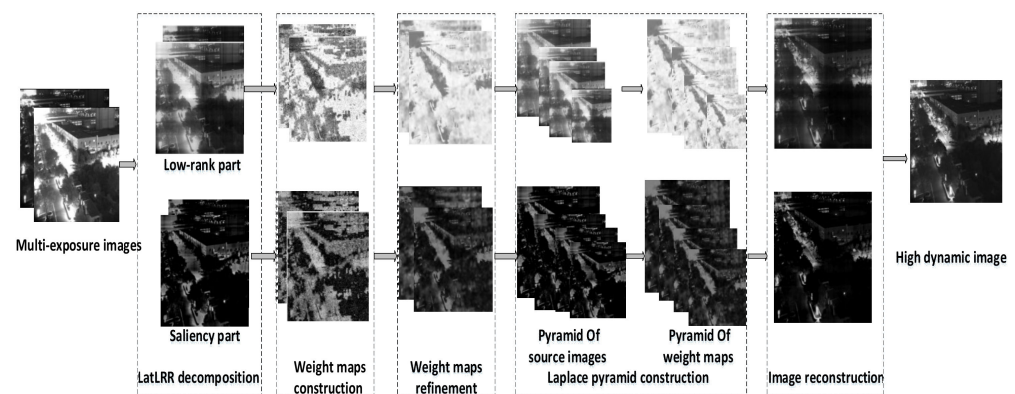 Low-rank part
Multi-exposure images
High dynamic image
Saliency part
Pyramid Of
source images
Pyramid Of
weight maps
LatLRR decomposition
Weight maps
construction
Weight maps
refinement
Laplace pyramid construction
Image reconstruction